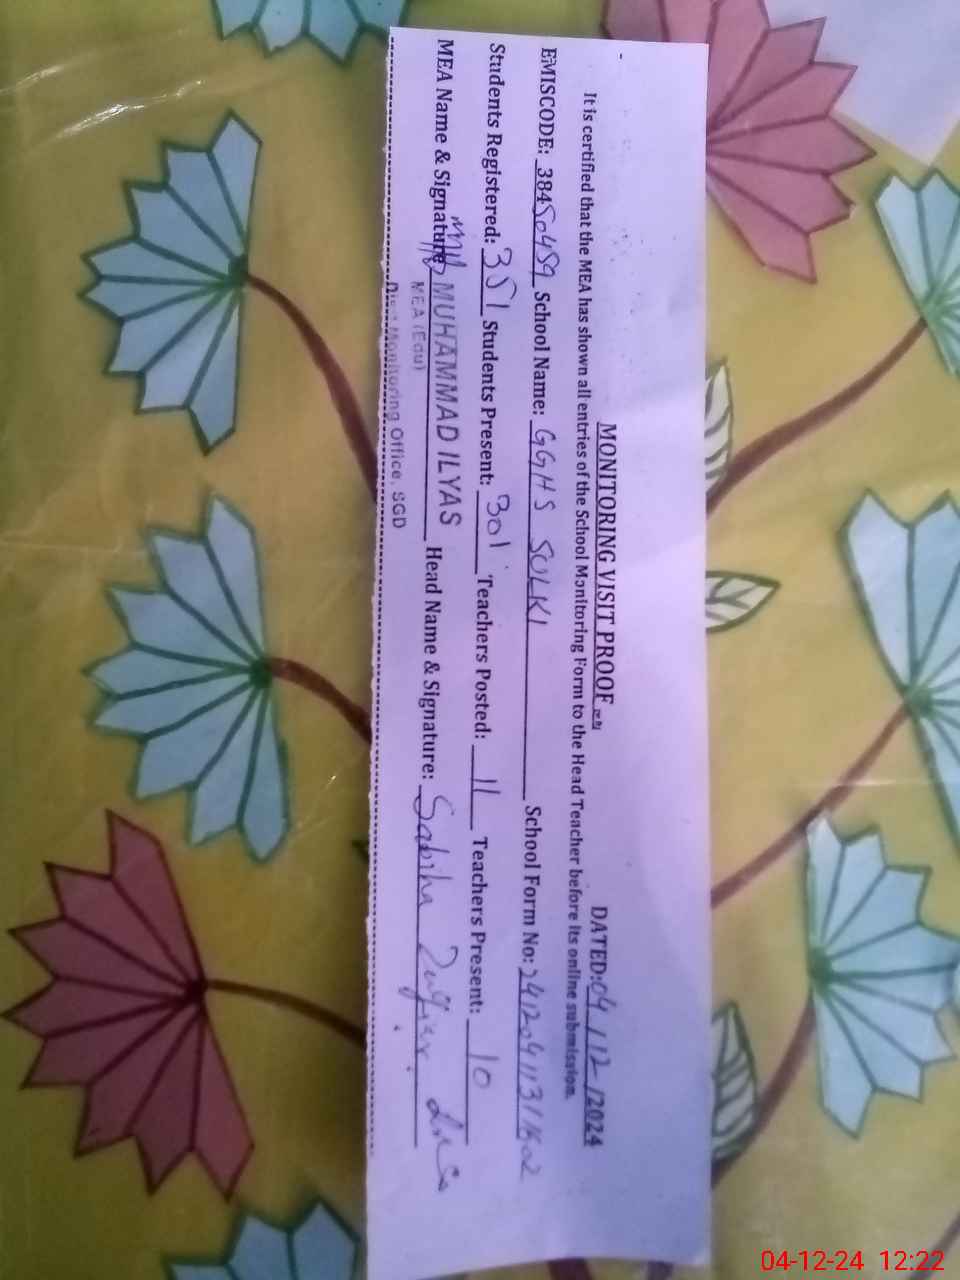 MONITORING VISIT PROOF
DATED: 04/12/2024
It is certified that the MEA has shown all entries of the School Monitoring Form to the Head Teacher before its online submission.
EMISCODE: 38450459 School Name: GGHS SULKI School Form No:
Students Registered: 351 Students Present: 301 Teachers Posted: 11 Teachers Present: 10
MEA Name & Signature MUHAMMAD ILYAS Head Name & Signature: Sabiha
MEA (Edu)
Dist: Monitoring Office, SGD
04-12-24 12:22